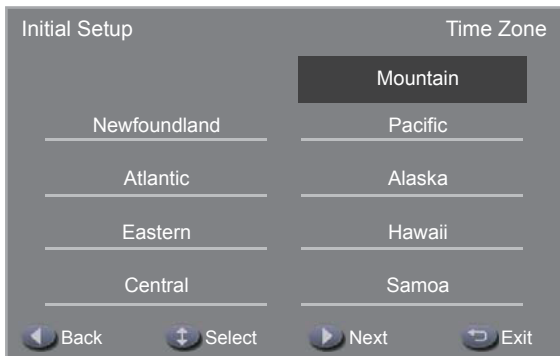 Initial Setup Time Zone
Mountain
Newfoundland Pacific
Atlantic Alaska
Eastern Hawaii
Central Samoa
Back Select Next Exit